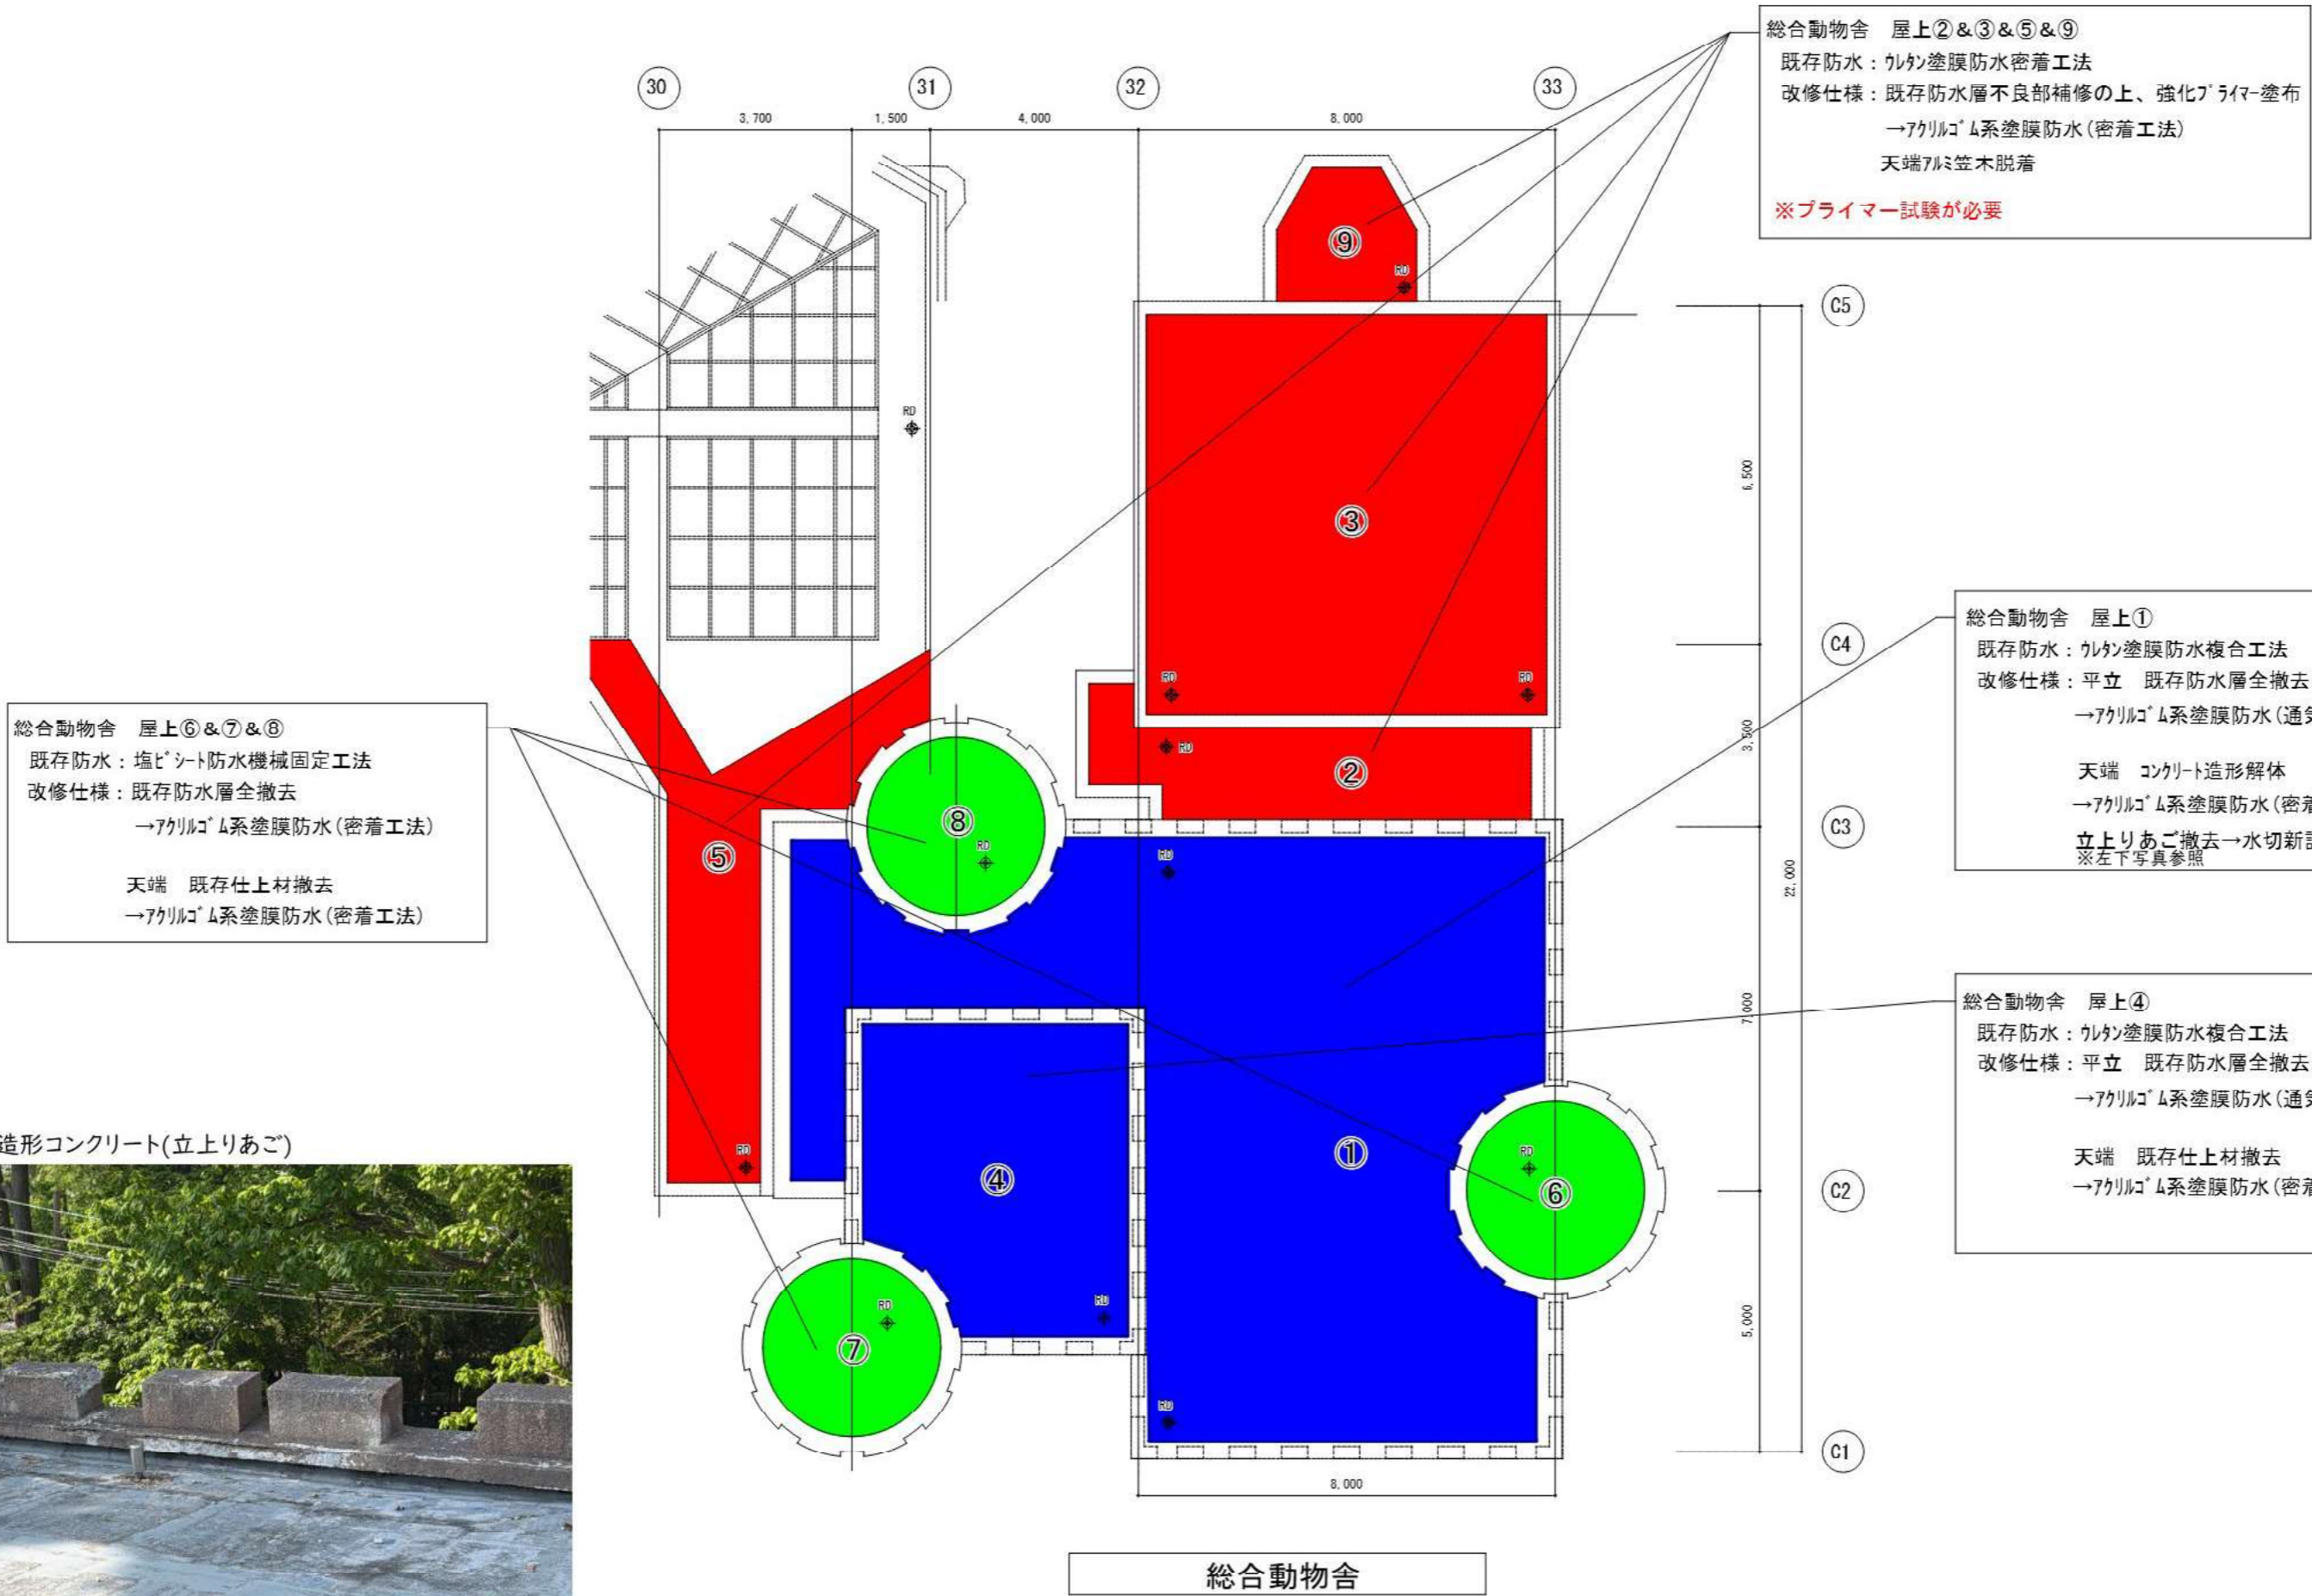 総合動物舎　屋上②&③&⑤&⑨
既存防水：ｳﾚﾀﾝ塗膜防水密着工法
改修仕様：既存防水層不良部補修の上、強化ﾌﾟﾗｲﾏｰ塗布
→ｱｸﾘﾙｺﾞﾑ系塗膜防水(密着工法)
天端ｱﾙﾐ笠木脱着
※プライマー試験が必要
30
31
32
33
3,700
1,500
4,000
8,000
⑨
RD
C5
RD
6,500
③
総合動物舎　屋上①
既存防水：ｳﾚﾀﾝ塗膜防水複合工法
改修仕様：平立　既存防水層全撤去
→ｱｸﾘﾙｺﾞﾑ系塗膜防水(通気
天端　ｺﾝｸﾘｰﾄ造形解体
→ｱｸﾘﾙｺﾞﾑ系塗膜防水(密着
立上りあご撤去→水切新設
※左下写真参照
C4
RD
RD
総合動物舎　屋上⑥&⑦&⑧
既存防水：塩ﾋﾞｼｰﾄ防水機械固定工法
改修仕様：既存防水層全撤去
→ｱｸﾘﾙｺﾞﾑ系塗膜防水(密着工法)
天端　既存仕上材撤去
→ｱｸﾘﾙｺﾞﾑ系塗膜防水(密着工法)
3,500
RD
②
⑧
RD
C3
⑤
RD
22,000
総合動物舎　屋上④
既存防水：ｳﾚﾀﾝ塗膜防水複合工法
改修仕様：平立　既存防水層全撤去
→ｱｸﾘﾙｺﾞﾑ系塗膜防水(通気
天端　既存仕上材撤去
→ｱｸﾘﾙｺﾞﾑ系塗膜防水(密着
7,000
造形コンクリート(立上りあご)
RD
④
①
RD
⑥
C2
RD
RD
⑦
5,000
RD
C1
8,000
総合動物舎